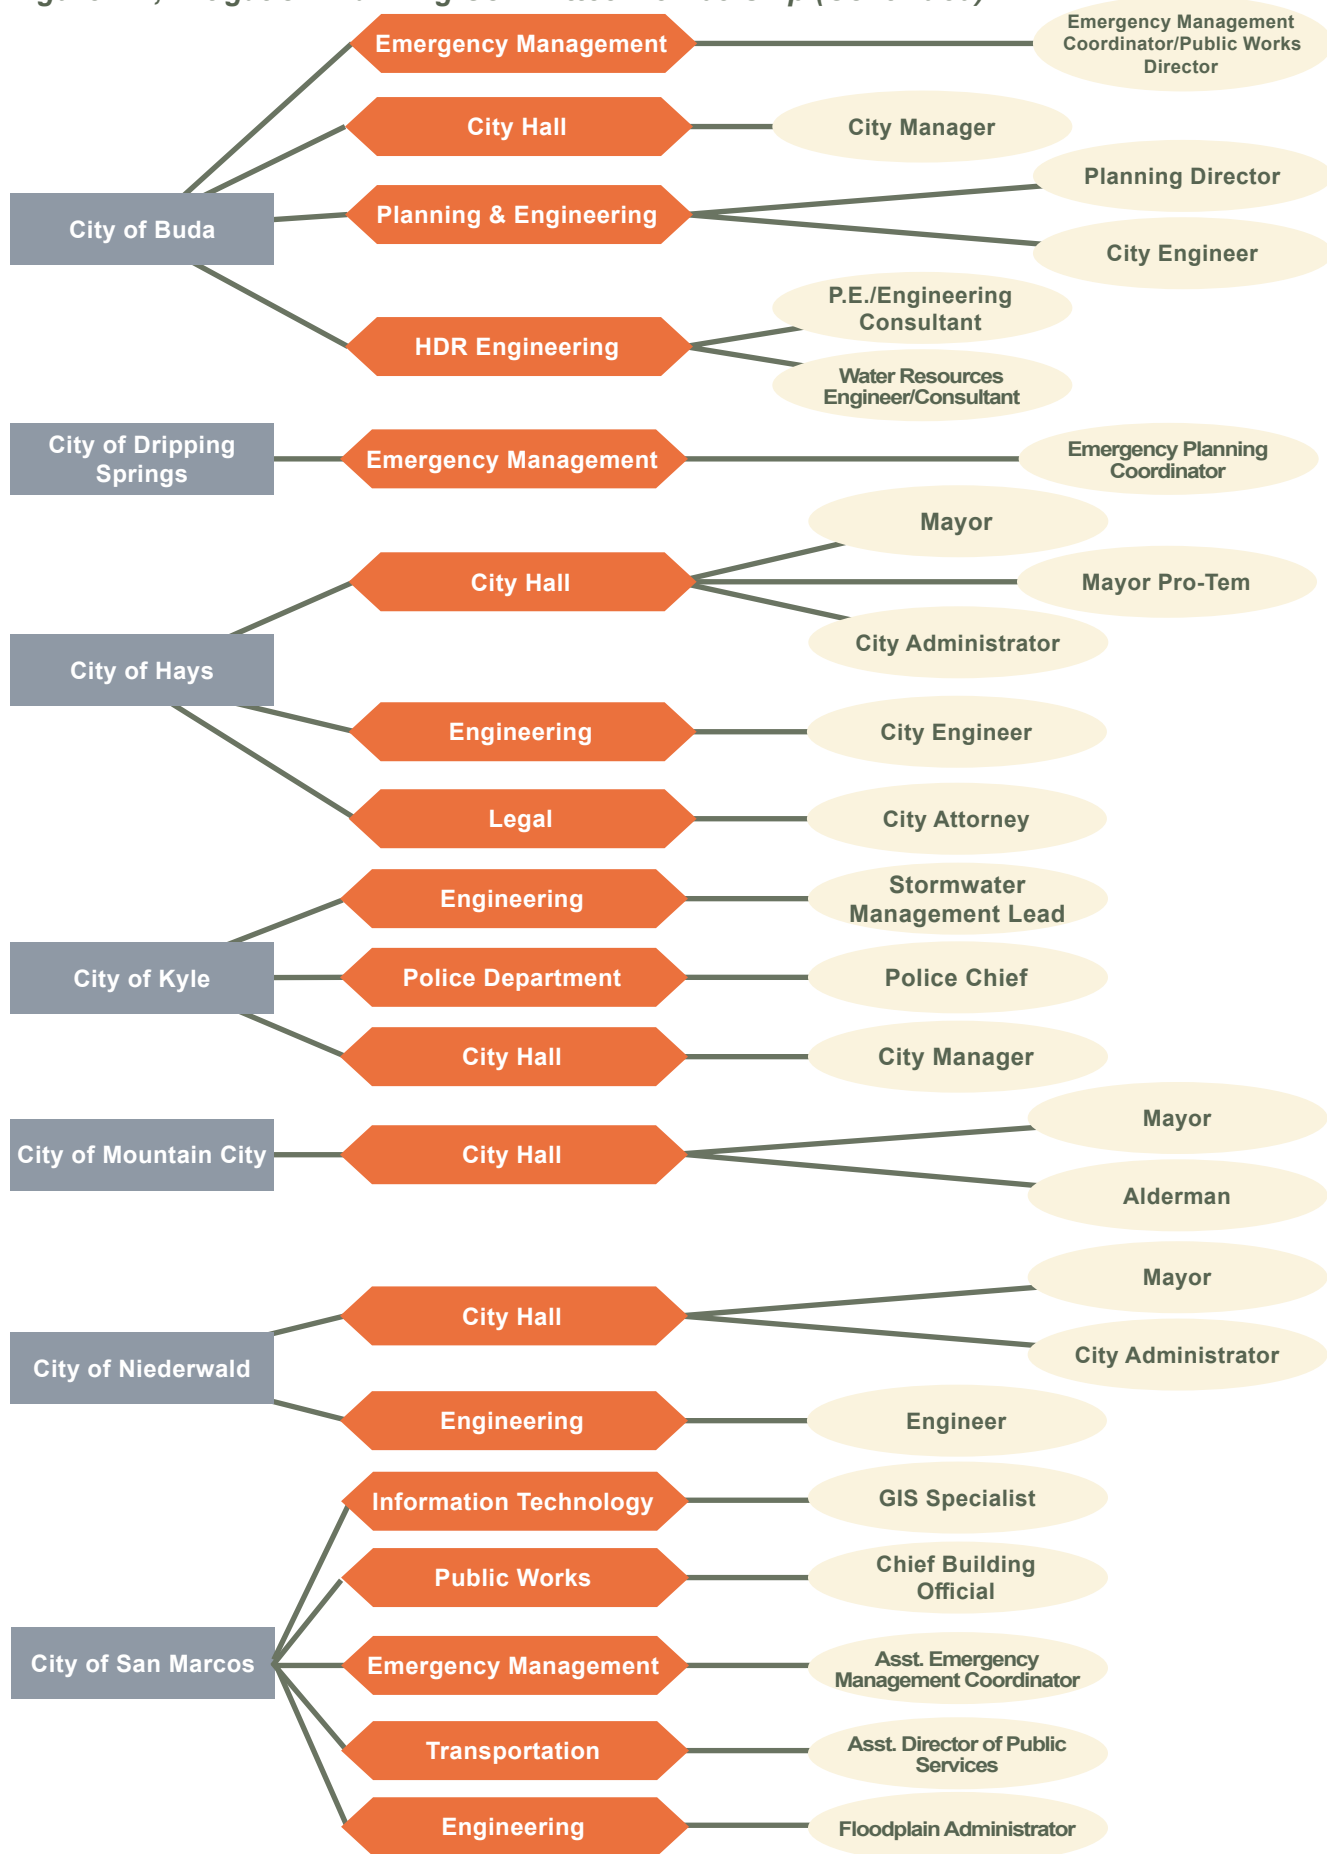 Emergency Management
Emergency Management
Coordinator/Public Works
Director
City Hall
City Manager
City of Buda
Planning & Engineering
Planning Director
City Engineer
HDR Engineering
P.E./Engineering
Consultant
Water Resources
Engineer/Consultant
City of Dripping
Springs
Emergency Management
Emergency Planning
Coordinator
City of Hays
City Hall
Mayor
Mayor Pro-Tem
City Administrator
Engineering
City Engineer
Legal
City Attorney
City of Kyle
Engineering
Stormwater
Management Lead
Police Department
Police Chief
City Hall
City Manager
City of Mountain City
City Hall
Mayor
Alderman
City of Niederwald
City Hall
Mayor
City Administrator
Engineering
Engineer
City of San Marcos
Information Technology
GIS Specialist
Public Works
Chief Building
Official
Emergency Management
Asst. Emergency
Management Coordinator
Transportation
Asst. Director of Public
Services
Engineering
Floodplain Administrator